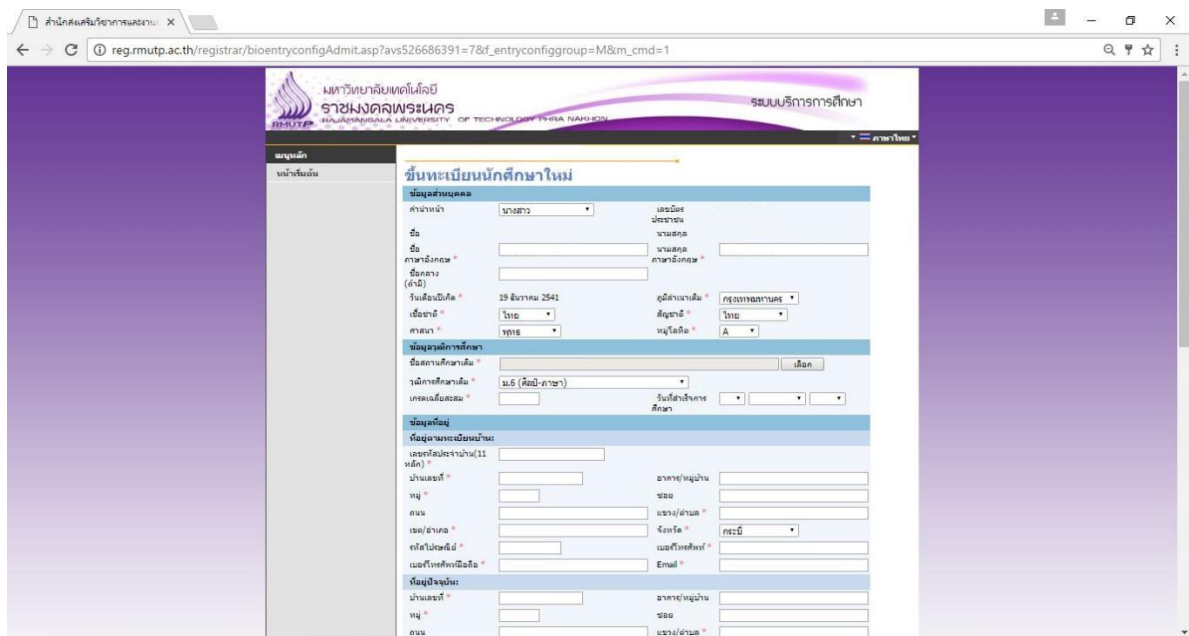 สำนักส่งเสริมวิชาการและงาน
reg.rmutp.ac.th/registrar/bioentryconfigAdmit.asp?avs526686391=7&f_entryconfiggroup=M&m_cmd=1
มหาวิทยาลัยเทคโนโลยี
ราชมงคลพระนคร
RAJAMANGALA UNIVERSITY OF TECHNOLOGY PHRA NAKHON
RMUTP
ระบบบริการการศึกษา
ภาษาไทย
เมนูหลัก
หน้าเริ่มต้น
ขึ้นทะเบียนนักศึกษาใหม่
ข้อมูลส่วนบุคคล
คำนำหน้า นางสาว เลขบัตรประชาชน
ชื่อ นามสกุล
ชื่อภาษาอังกฤษ * นามสกุลภาษาอังกฤษ *
ชื่อกลาง (ถ้ามี)
วันเดือนปีเกิด * 19 ธันวาคม 2541 ภูมิลำเนาเดิม * กรุงเทพมหานคร
เชื้อชาติ * ไทย สัญชาติ * ไทย
ศาสนา * พุทธ หมู่โลหิต * A
ข้อมูลวุฒิการศึกษา
ชื่อสถานศึกษาเดิม * เลือก
วุฒิการศึกษาเดิม * ม.6 (ศิลป์-ภาษา)
เกรดเฉลี่ยสะสม * วันที่สำเร็จการศึกษา
ข้อมูลที่อยู่
ที่อยู่ตามทะเบียนบ้าน:
เลขรหัสประจำบ้าน(11 หลัก) *
บ้านเลขที่ * อาคาร/หมู่บ้าน
หมู่ * ซอย
ถนน แขวง/ตำบล *
เขต/อำเภอ * จังหวัด * กระบี่
รหัสไปรษณีย์ * เบอร์โทรศัพท์ *
เบอร์โทรศัพท์มือถือ * Email *
ที่อยู่ปัจจุบัน:
บ้านเลขที่ * อาคาร/หมู่บ้าน
หมู่ * ซอย
ถนน แขวง/ตำบล *